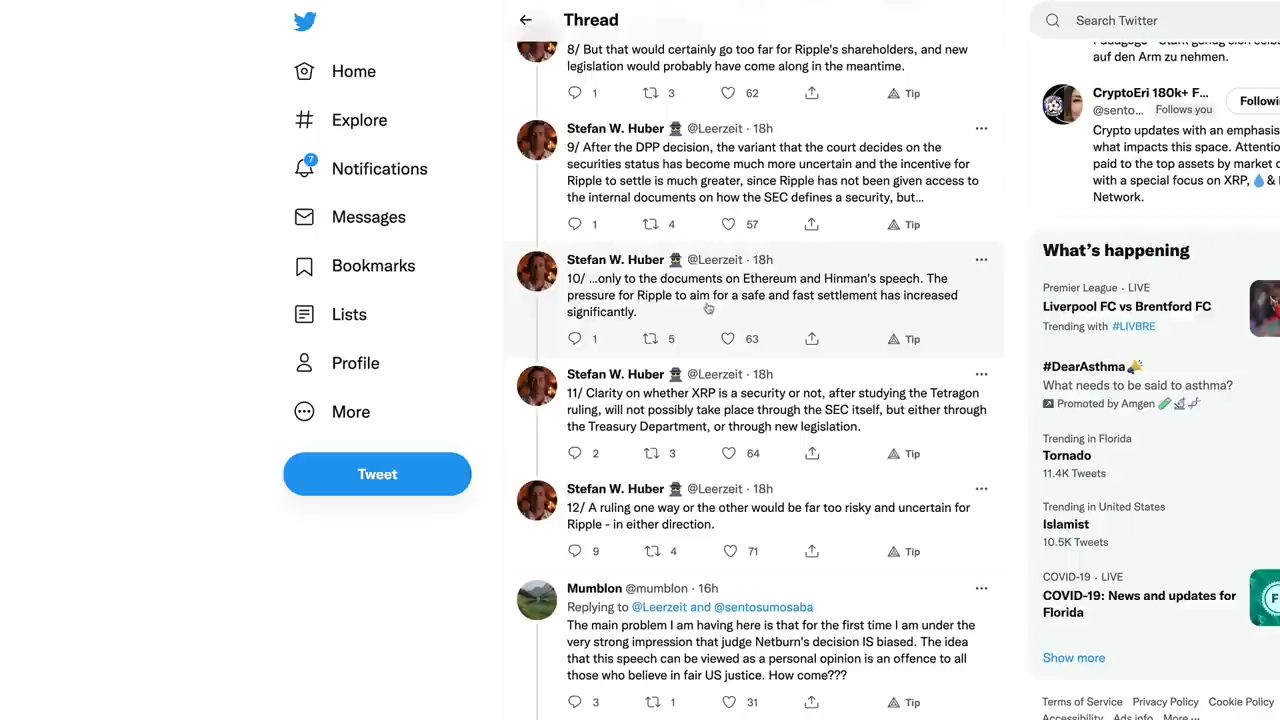 Home
Explore
7
Notifications
Messages
Bookmarks
Lists
Profile
More
Tweet
Thread
8/ But that would certainly go too far for Ripple's shareholders, and new
legislation would probably have come along in the meantime.
1 3 62 Tip
Stefan W. Huber @Leerzeit · 18h
9/ After the DPP decision, the variant that the court decides on the
securities status has become much more uncertain and the incentive for
Ripple to settle is much greater, since Ripple has not been given access to
the internal documents on how the SEC defines a security, but...
1 4 57 Tip
Stefan W. Huber @Leerzeit · 18h
10/ ...only to the documents on Ethereum and Hinman's speech. The
pressure for Ripple to aim for a safe and fast settlement has increased
significantly.
1 5 63 Tip
Stefan W. Huber @Leerzeit · 18h
11/ Clarity on whether XRP is a security or not, after studying the Tetragon
ruling, will not possibly take place through the SEC itself, but either through
the Treasury Department, or through new legislation.
2 3 64 Tip
Stefan W. Huber @Leerzeit · 18h
12/ A ruling one way or the other would be far too risky and uncertain for
Ripple - in either direction.
9 4 71 Tip
Mumblon @mumblon · 16h
Replying to @Leerzeit and @sentosumosaba
The main problem I am having here is that for the first time I am under the
very strong impression that judge Netburn's decision IS biased. The idea
that this speech can be viewed as a personal opinion is an offence to all
those who believe in fair US justice. How come???
3 1 31 Tip
Search Twitter
auf den Arm zu nehmen.
CryptoEri 180k+ F...
@sento... Follows you
Followin
Crypto updates with an emphasis
what impacts this space. Attentio
paid to the top assets by market c
with a special focus on XRP, &
Network.
What's happening
Premier League · LIVE
Liverpool FC vs Brentford FC
Trending with #LIVBRE
#DearAsthma
What needs to be said to asthma?
Promoted by Amgen
Trending in Florida
Tornado
11.4K Tweets
Trending in United States
Islamist
10.5K Tweets
COVID-19 · LIVE
COVID-19: News and updates for
Florida
F
Show more
Terms of Service Privacy Policy Cookie Policy
Accessibility Ads info More